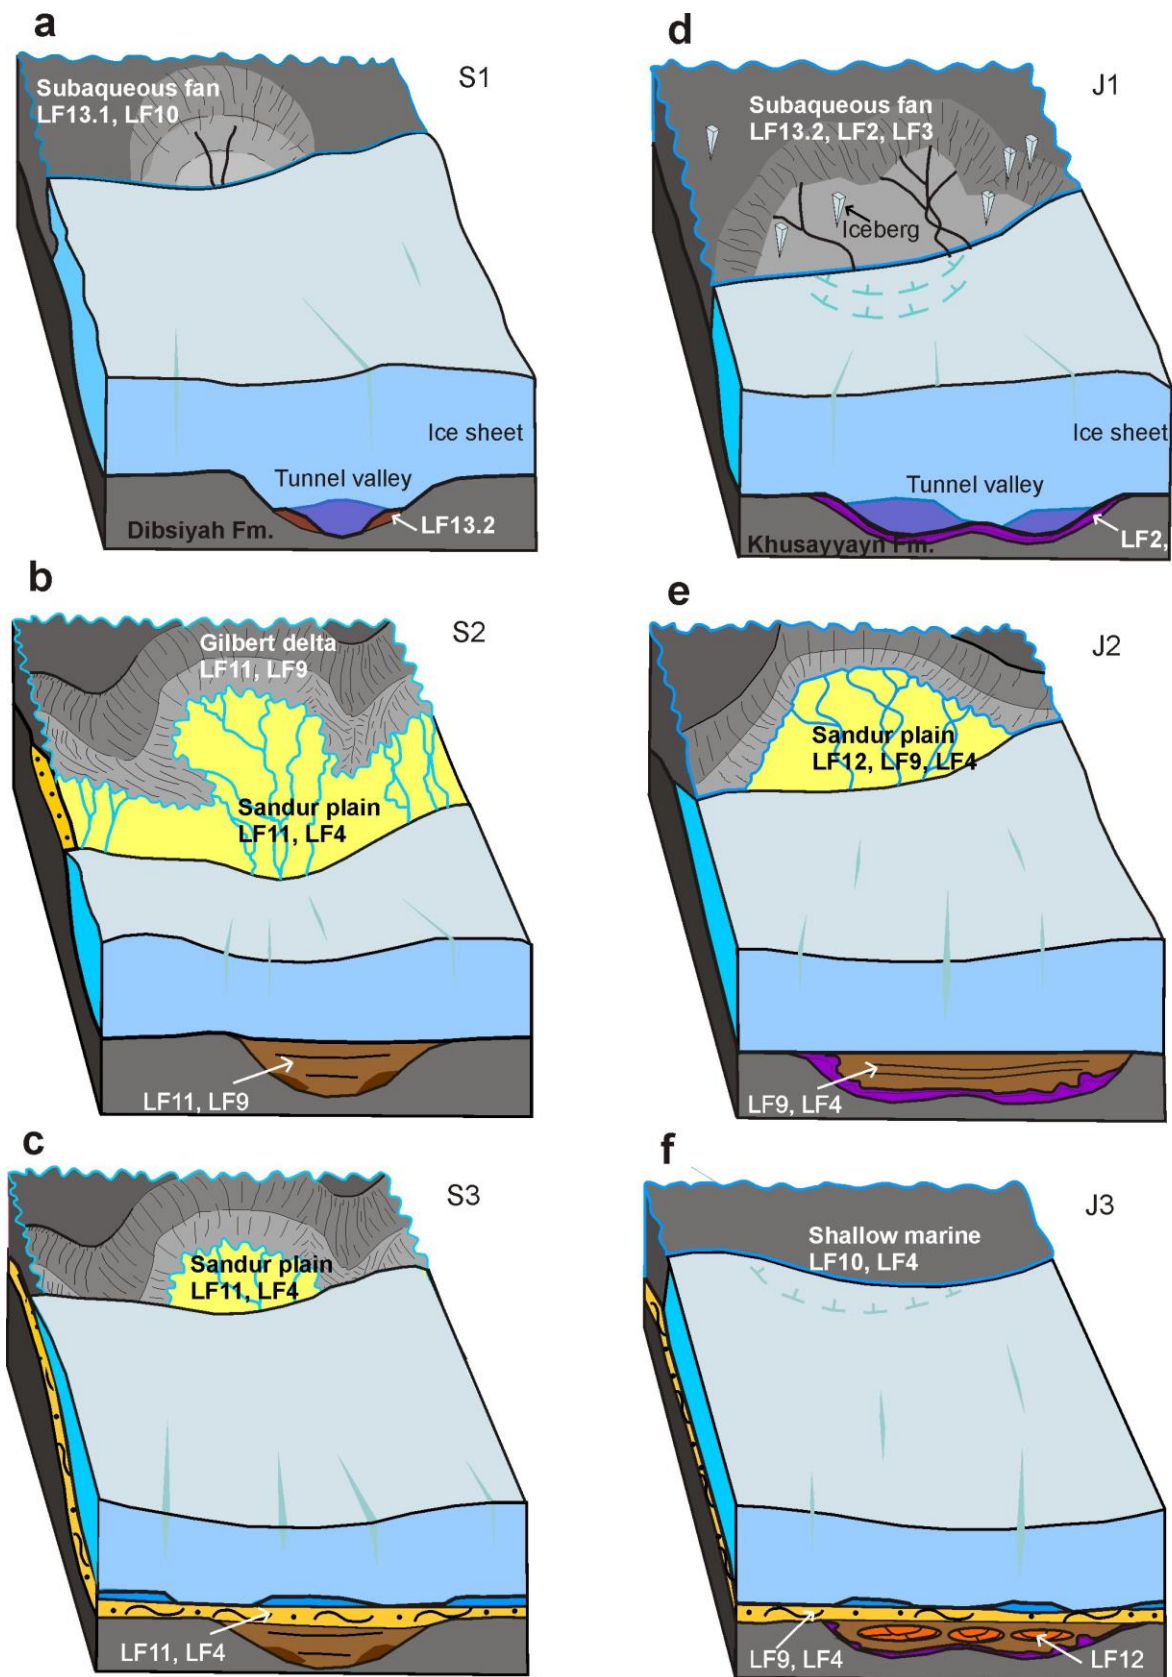 a
S1
Subaqueous fan
LF13.1, LF10
Ice sheet
Tunnel valley
Dibsiyah Fm.
LF13.2
d
J1
Subaqueous fan
LF13.2, LF2, LF3
Iceberg
Ice sheet
Tunnel valley
Khusayyayn Fm.
LF2,
b
S2
Gilbert delta
LF11, LF9
Sandur plain
LF11, LF4
LF11, LF9
e
J2
Sandur plain
LF12, LF9, LF4
LF9, LF4
c
S3
Sandur plain
LF11, LF4
LF11, LF4
f
J3
Shallow marine
LF10, LF4
LF9, LF4
LF12